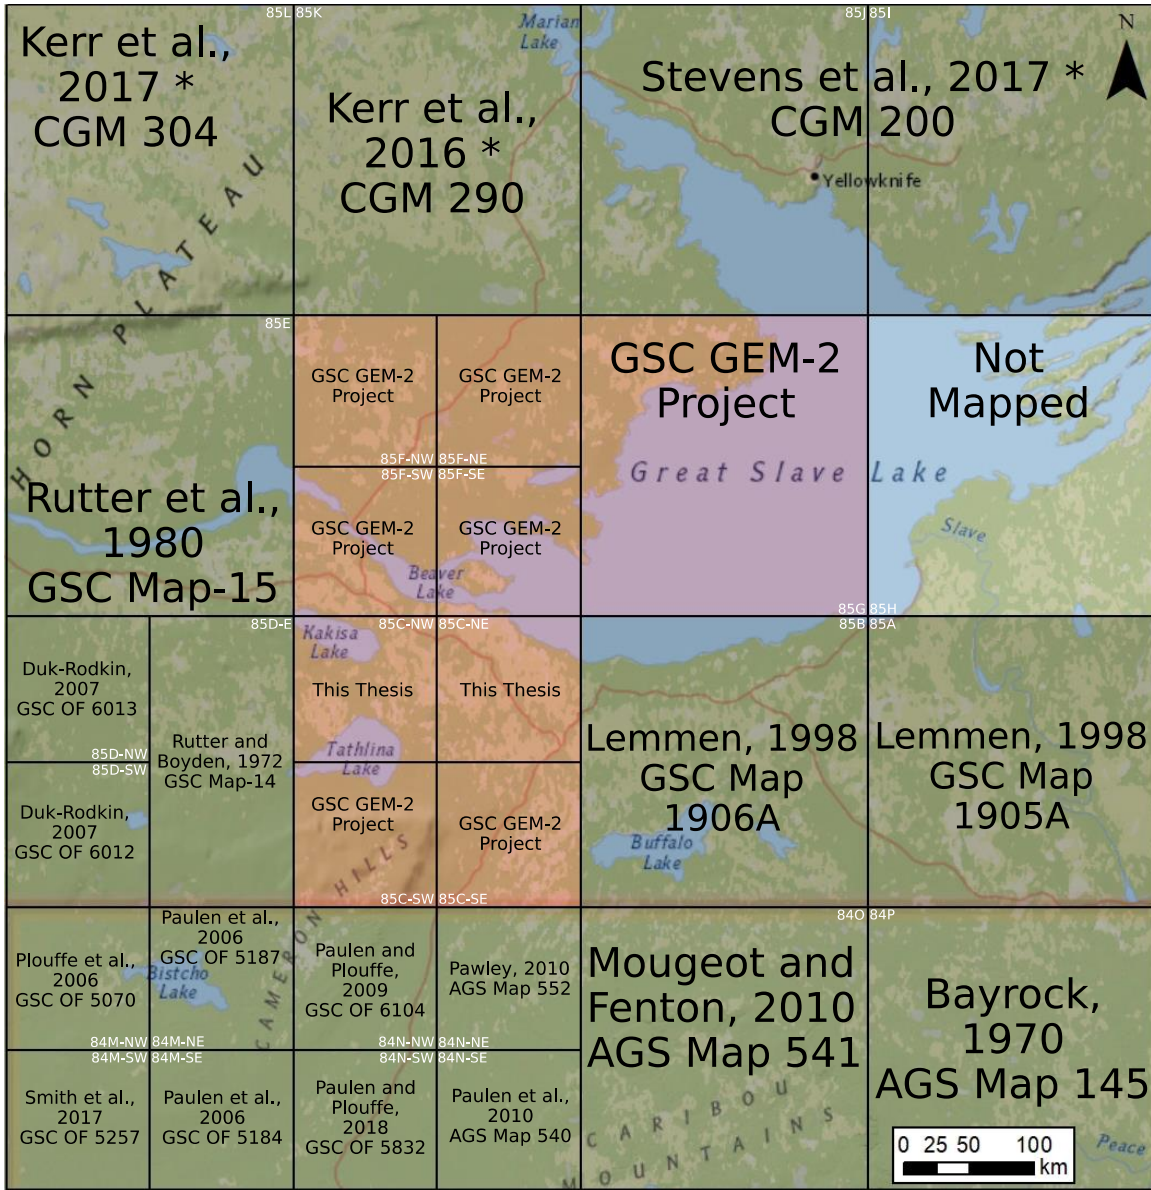 85L 85K
85J 85I
Kerr et al.,
2017 *
CGM 304
Marian
Lake
N
Kerr et al.,
2016 *
CGM 290
Stevens et al., 2017 *
CGM 200
Yellowknife
HORN PLATEAU
85E
GSC GEM-2
Project
GSC GEM-2
Project
GSC GEM-2
Project
Not
Mapped
85F-NW 85F-NE
85F-SW 85F-SE
Great Slave Lake
Rutter et al.,
1980
GSC Map-15
GSC GEM-2
Project
GSC GEM-2
Project
Slave
Beaver
Lake
85G 85H
85D-E
85C-NW 85C-NE
85B 85A
Kakisa
Lake
Duk-Rodkin,
2007
GSC OF 6013
This Thesis
This Thesis
85D-NW
85D-SW
Rutter and
Boyden, 1972
GSC Map-14
Tathlina
Lake
Lemmen, 1998
GSC Map
1906A
Lemmen, 1998
GSC Map
1905A
Duk-Rodkin,
2007
GSC OF 6012
GSC GEM-2
Project
GSC GEM-2
Project
Buffalo
Lake
85C-SW 85C-SE
CAMERON HILLS
84O 84P
Plouffe et al.,
2006
GSC OF 5070
Paulen et al.,
2006
GSC OF 5187
Bistcho
Lake
Paulen and
Plouffe,
2009
GSC OF 6104
Pawley, 2010
AGS Map 552
Mougeot and
Fenton, 2010
AGS Map 541
Bayrock,
1970
AGS Map 145
84M-NW 84M-NE
84M-SW 84M-SE
84N-NW 84N-NE
84N-SW 84N-SE
Smith et al.,
2017
GSC OF 5257
Paulen et al.,
2006
GSC OF 5184
Paulen and
Plouffe,
2018
GSC OF 5832
Paulen et al.,
2010
AGS Map 540
CARIBOU
MOUNTAINS
Peace
0 25 50 100
km